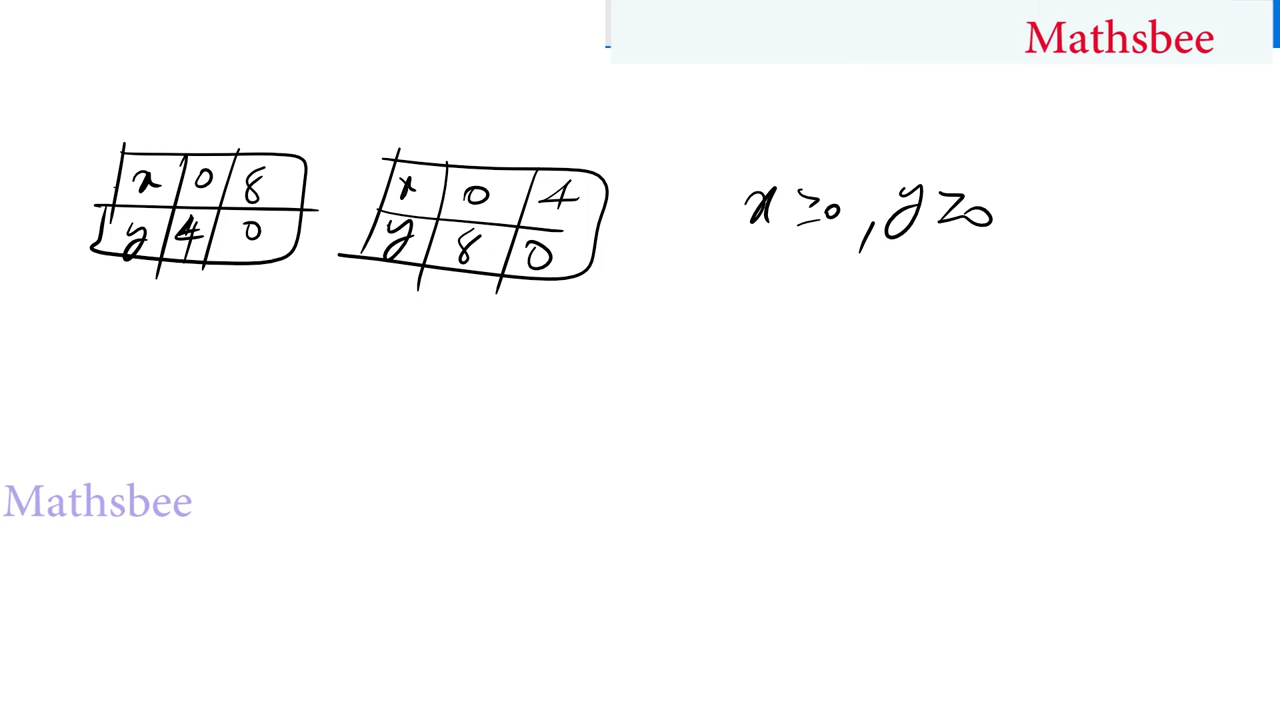 Mathsbee
x 0 8
y 4 0
x 0 4
y 8 0
x ≥0 , y ≥0
Mathsbee